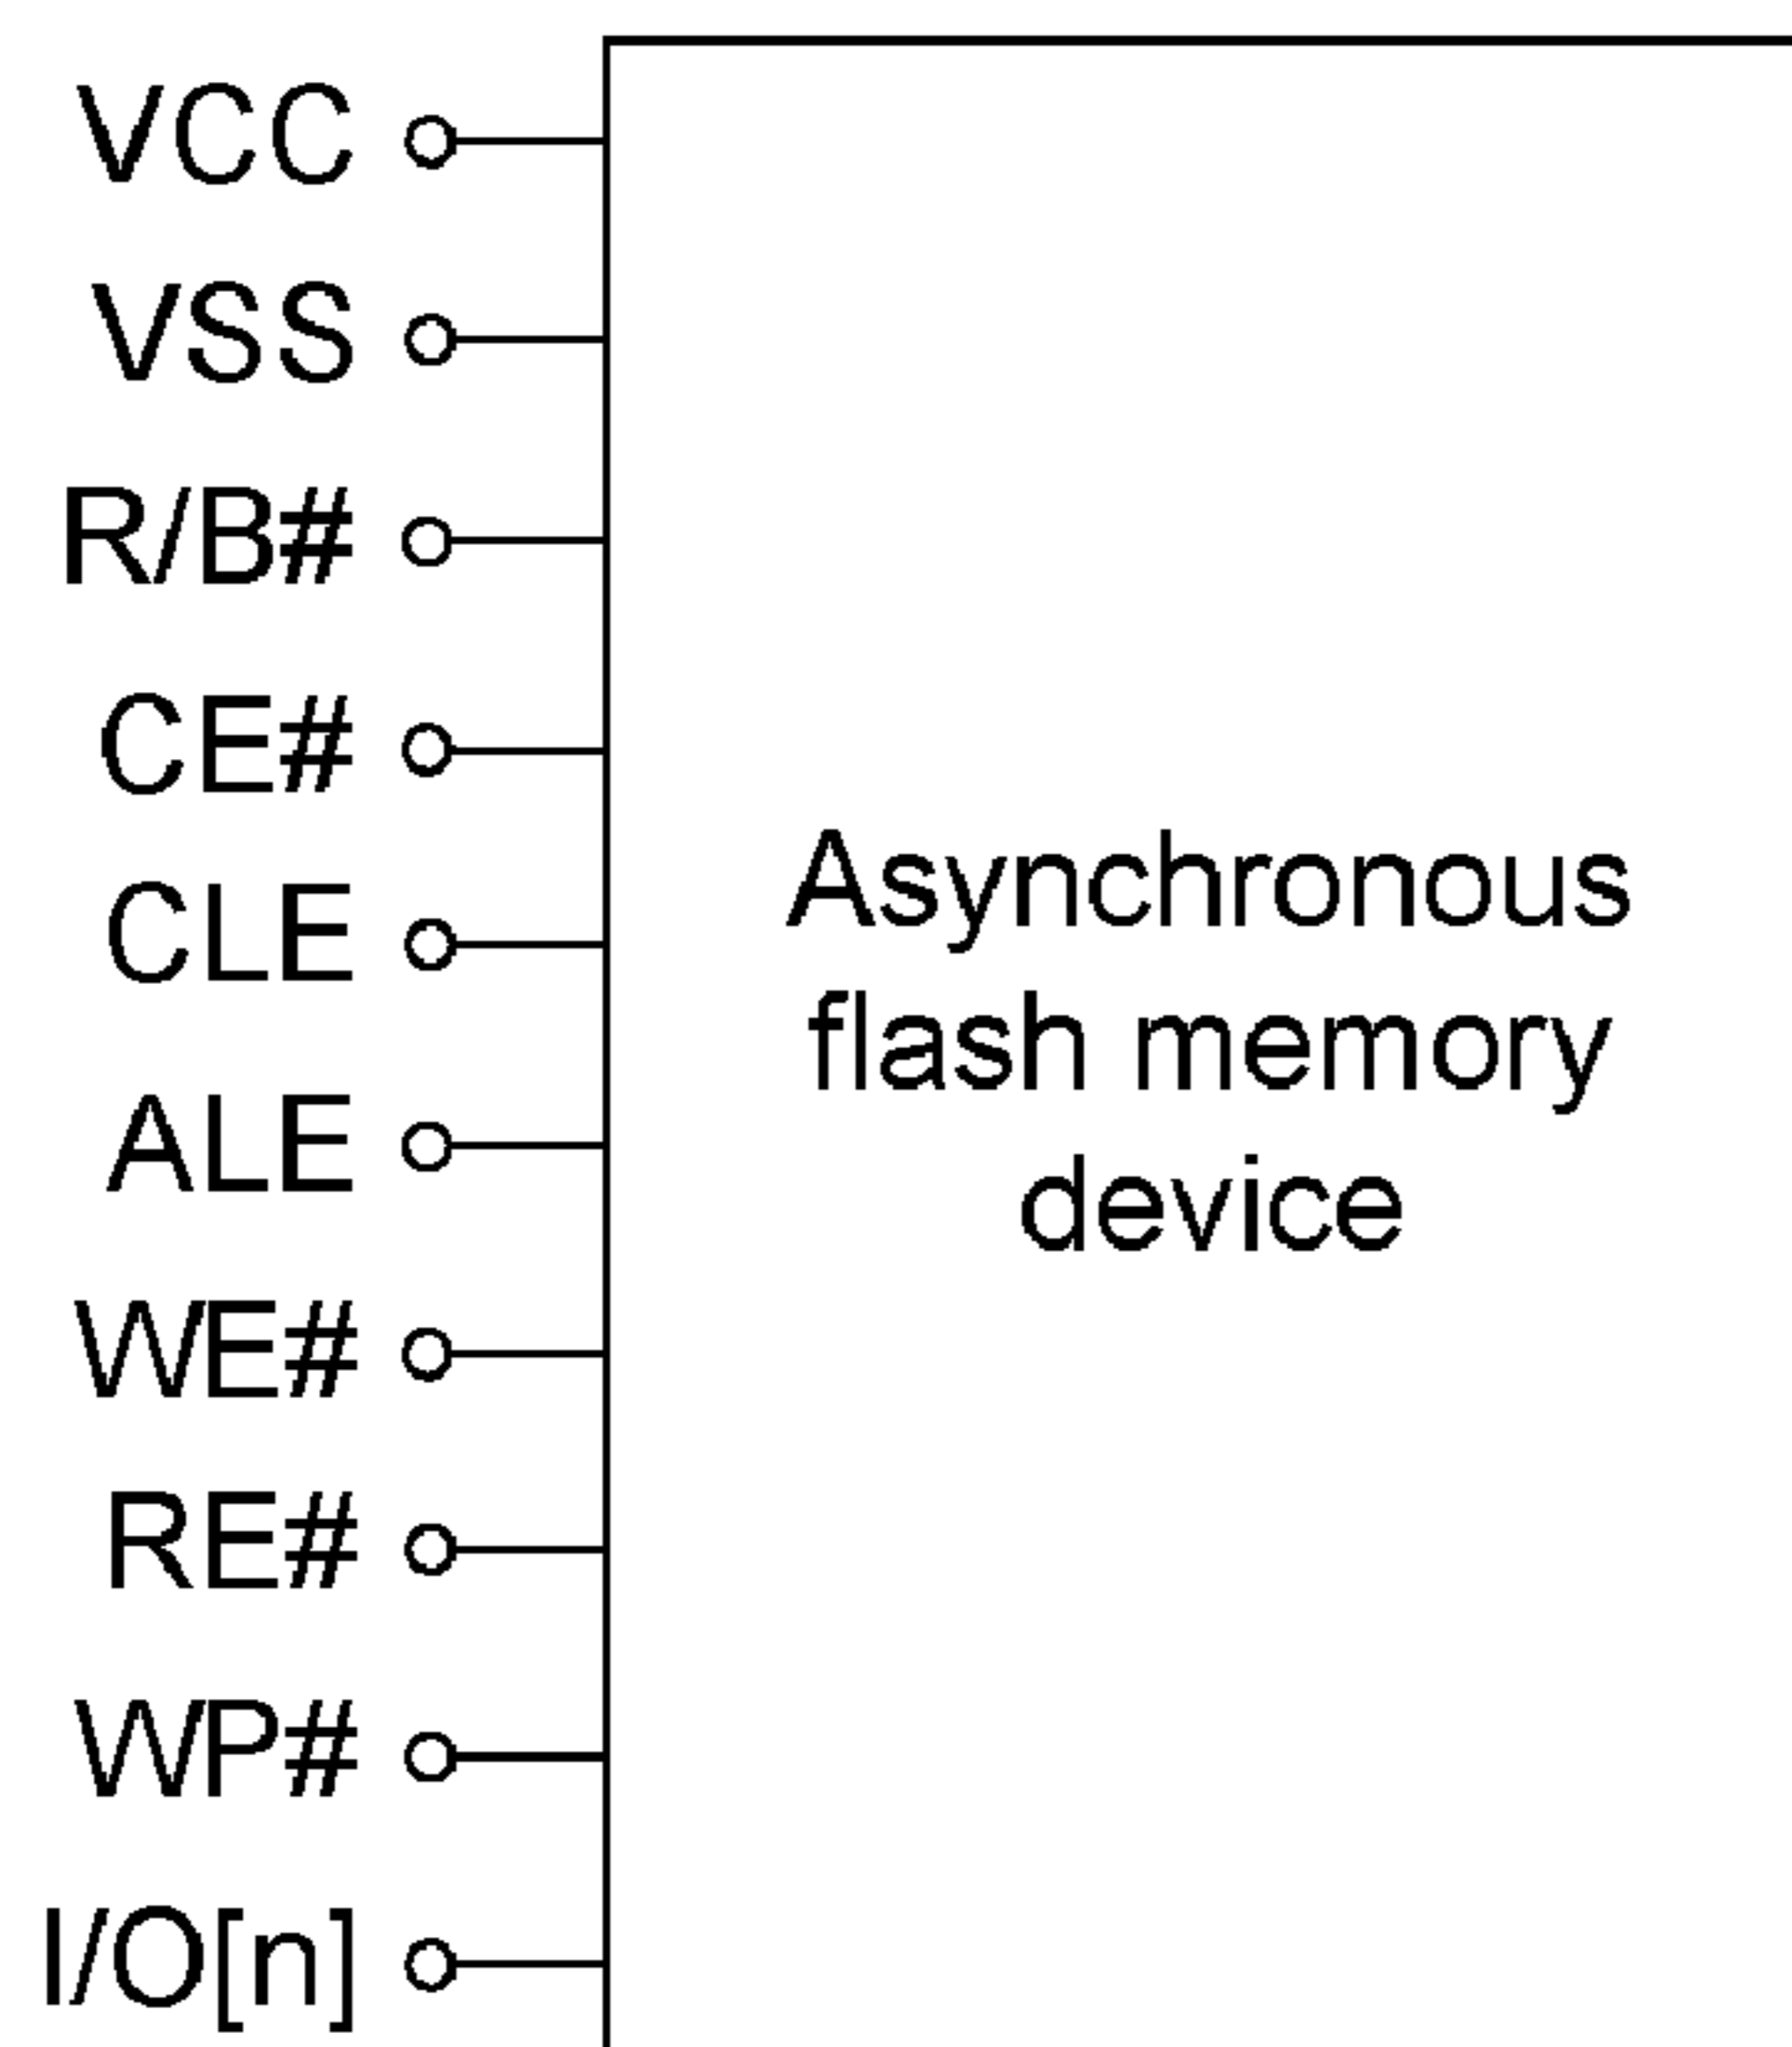 VCC
VSS
R/B#
CE#
CLE
ALE
WE#
RE#
WP#
I/O[n]
Asynchronous
flash memory
device